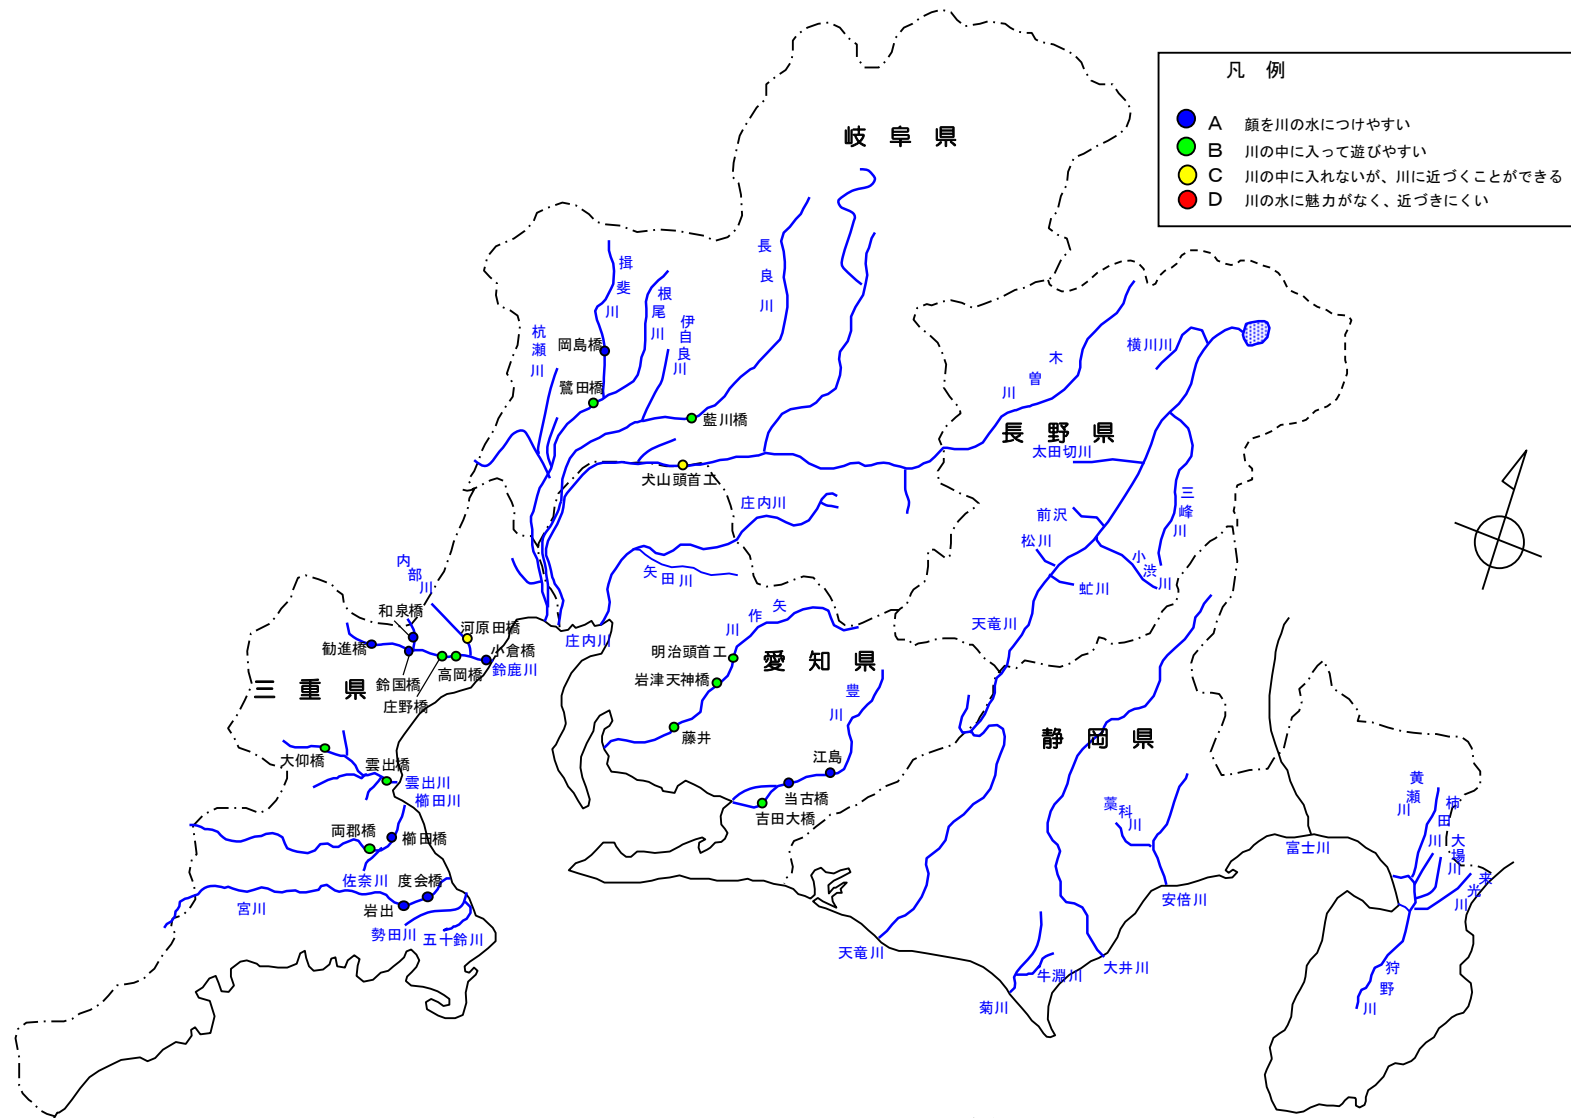 凡 例
A 顔を川の水につけやすい
B 川の中に入って遊びやすい
C 川の中に入れないが、川に近づくことができる
D 川の水に魅力がなく、近づきにくい
岐 阜 県
長良川
揖斐川
根尾川
伊自良川
杭瀬川
岡島橋
鷺田橋
藍川橋
犬山頭首工
木曽川
横川川
長 野 県
太田切川
三峰川
前沢
松川
小渋川
虻川
天竜川
庄内川
矢田川
庄内川
内部川
和泉橋
河原田橋
勧進橋
小倉橋
鈴鹿川
鈴国橋
高岡橋
庄野橋
三 重 県
矢作川
明治頭首工
愛 知 県
岩津天神橋
豊川
藤井
江島
当古橋
吉田大橋
静 岡 県
大仰橋
雲出橋
雲出川
櫛田川
両郡橋
櫛田橋
佐奈川
度会橋
宮川
岩出
勢田川
五十鈴川
藁科川
安倍川
富士川
黄瀬川
柿田川
大場川
来光川
狩野川
天竜川
菊川
牛淵川
大井川